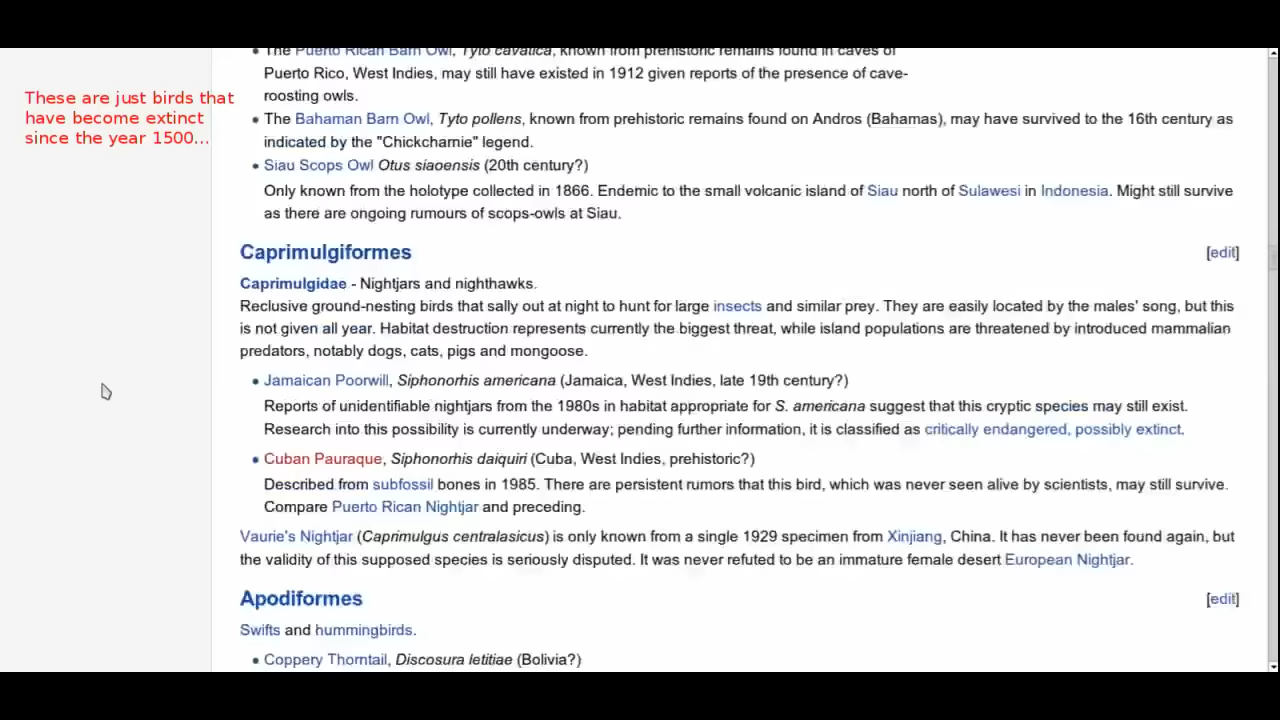 These are just birds that
have become extinct
since the year 1500...
The Puerto Rican Barn Owl, Tyto cavatica, known from prehistoric remains found in caves of
Puerto Rico, West Indies, may still have existed in 1912 given reports of the presence of cave-
roosting owls.
The Bahaman Barn Owl, Tyto pollens, known from prehistoric remains found on Andros (Bahamas), may have survived to the 16th century as
indicated by the "Chickcharnie" legend.
Siau Scops Owl Otus siaoensis (20th century?)
Only known from the holotype collected in 1866. Endemic to the small volcanic island of Siau north of Sulawesi in Indonesia. Might still survive
as there are ongoing rumours of scops-owls at Siau.
Caprimulgiformes [edit]
Caprimulgidae - Nightjars and nighthawks.
Reclusive ground-nesting birds that sally out at night to hunt for large insects and similar prey. They are easily located by the males' song, but this
is not given all year. Habitat destruction represents currently the biggest threat, while island populations are threatened by introduced mammalian
predators, notably dogs, cats, pigs and mongoose.
Jamaican Poorwill, Siphonorhis americana (Jamaica, West Indies, late 19th century?)
Reports of unidentifiable nightjars from the 1980s in habitat appropriate for S. americana suggest that this cryptic species may still exist.
Research into this possibility is currently underway; pending further information, it is classified as critically endangered, possibly extinct.
Cuban Pauraque, Siphonorhis daiquiri (Cuba, West Indies, prehistoric?)
Described from subfossil bones in 1985. There are persistent rumors that this bird, which was never seen alive by scientists, may still survive.
Compare Puerto Rican Nightjar and preceding.
Vaurie's Nightjar (Caprimulgus centralasicus) is only known from a single 1929 specimen from Xinjiang, China. It has never been found again, but
the validity of this supposed species is seriously disputed. It was never refuted to be an immature female desert European Nightjar.
Apodiformes [edit]
Swifts and hummingbirds.
Coppery Thorntail, Discosura letitiae (Bolivia?)